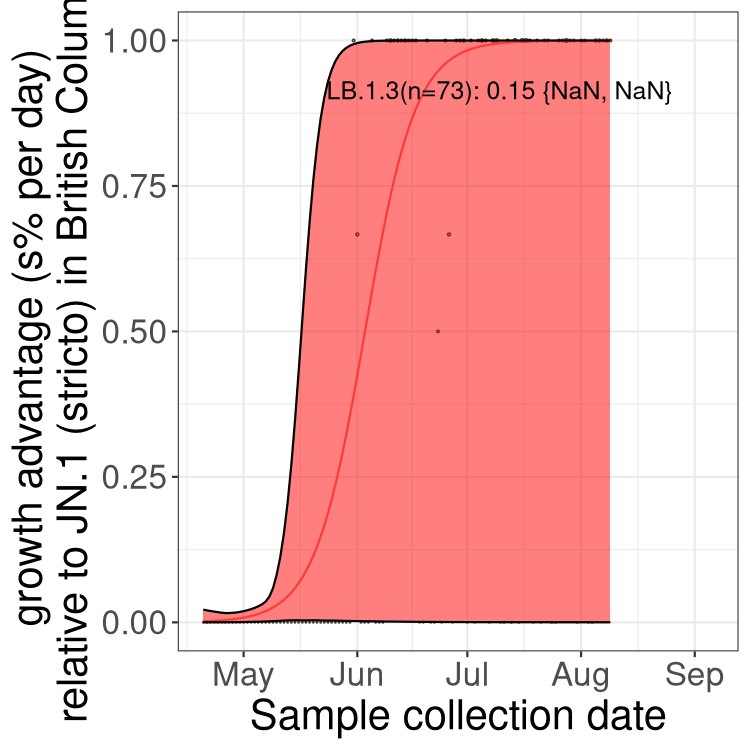 growth advantage (s% per day)
relative to JN.1 (stricto) in British Colum
1.00
0.75
0.50
0.25
0.00
LB.1.3(n=73): 0.15 {NaN, NaN}
May Jun Jul Aug Sep
Sample collection date